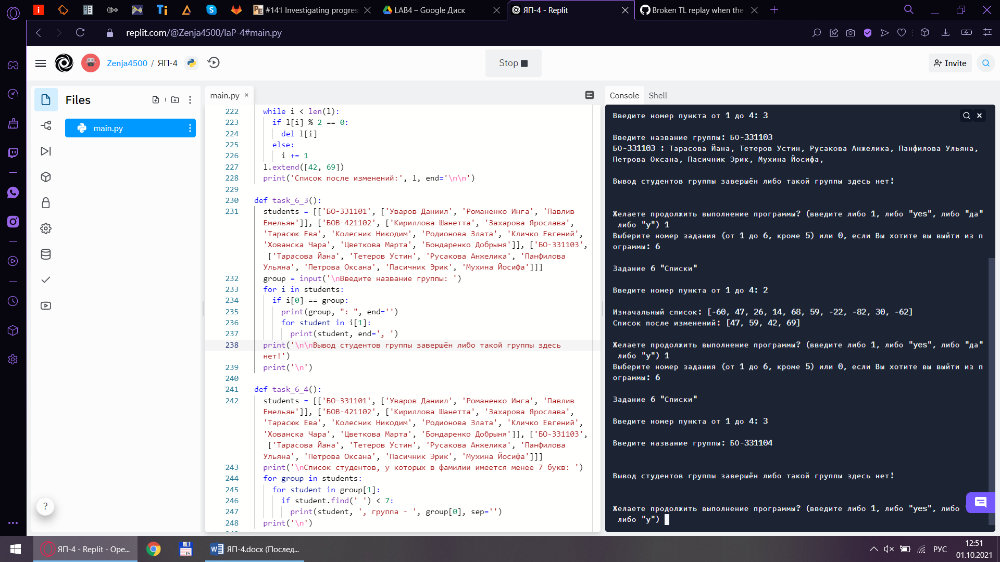 #141 Investigating progres
LAB4 – Google Диск
ЯП-4 - Replit
Broken TL replay when the
replit.com/@Zenja4500/IaP-4#main.py
Zenja4500 / ЯП-4
Stop
Invite
Files
main.py
main.py
222 while i < len(l):
223 if l[i] % 2 == 0:
224 del l[i]
225 else:
226 i += 1
227 l.extend([42, 69])
228 print('Список после изменений:', l, end='\n\n')
229
230 def task_6_3():
231 students = [['БО-331101', ['Уваров Даниил', 'Романенко Инга', 'Павлив
Емельян']], ['БОВ-421102', ['Кириллова Шанетта', 'Захарова Ярослава',
'Тарасюк Ева', 'Колесник Никодим', 'Родионова Злата', 'Кличко Евгений',
'Хованска Чара', 'Цветкова Марта', 'Бондаренко Добрыня']], ['БО-331103',
['Тарасова Йана', 'Тетеров Устин', 'Русакова Анжелика', 'Панфилова
Ульяна', 'Петрова Оксана', 'Пасичник Эрик', 'Мухина Йосифа']]]
232 group = input('\nВведите название группы: ')
233 for i in students:
234 if i[0] == group:
235 print(group, ": ", end='')
236 for student in i[1]:
237 print(student, end=', ')
238 print('\n\nВывод студентов группы завершён либо такой группы здесь
нет!')
239 print('\n')
240
241 def task_6_4():
242 students = [['БО-331101', ['Уваров Даниил', 'Романенко Инга', 'Павлив
Емельян']], ['БОВ-421102', ['Кириллова Шанетта', 'Захарова Ярослава',
'Тарасюк Ева', 'Колесник Никодим', 'Родионова Злата', 'Кличко Евгений',
'Хованска Чара', 'Цветкова Марта', 'Бондаренко Добрыня']], ['БО-331103',
['Тарасова Йана', 'Тетеров Устин', 'Русакова Анжелика', 'Панфилова
Ульяна', 'Петрова Оксана', 'Пасичник Эрик', 'Мухина Йосифа']]]
243 print('\nСписок студентов, у которых в фамилии имеется менее 7 букв: ')
244 for group in students:
245 for student in group[1]:
246 if student.find(' ') < 7:
247 print(student, ', группа - ', group[0], sep='')
248 print('\n')
Console
Shell
Введите номер пункта от 1 до 4: 3
Введите название группы: БО-331103
БО-331103 : Тарасова Йана, Тетеров Устин, Русакова Анжелика, Панфилова Ульяна,
Петрова Оксана, Пасичник Эрик, Мухина Йосифа,
Вывод студентов группы завершён либо такой группы здесь нет!
Желаете продолжить выполнение программы? (введите либо 1, либо "yes", либо "да"
либо "y") 1
Выберите номер задания (от 1 до 6, кроме 5) или 0, если Вы хотите вы выйти из п
ограммы: 6
Задание 6 "Списки"
Введите номер пункта от 1 до 4: 2
Изначальный список: [-60, 47, 26, 14, 68, 59, -22, -82, 30, -62]
Список после изменений: [47, 59, 42, 69]
Желаете продолжить выполнение программы? (введите либо 1, либо "yes", либо "да"
либо "y") 1
Выберите номер задания (от 1 до 6, кроме 5) или 0, если Вы хотите вы выйти из п
ограммы: 6
Задание 6 "Списки"
Введите номер пункта от 1 до 4: 3
Введите название группы: БО-331104
Вывод студентов группы завершён либо такой группы здесь нет!
Желаете продолжить выполнение программы? (введите либо 1, либо "yes", либо
либо "y")
?
ЯП-4 - Replit - Ope...
ЯП-4.docx (Послед...
РУС
12:51
01.10.2021